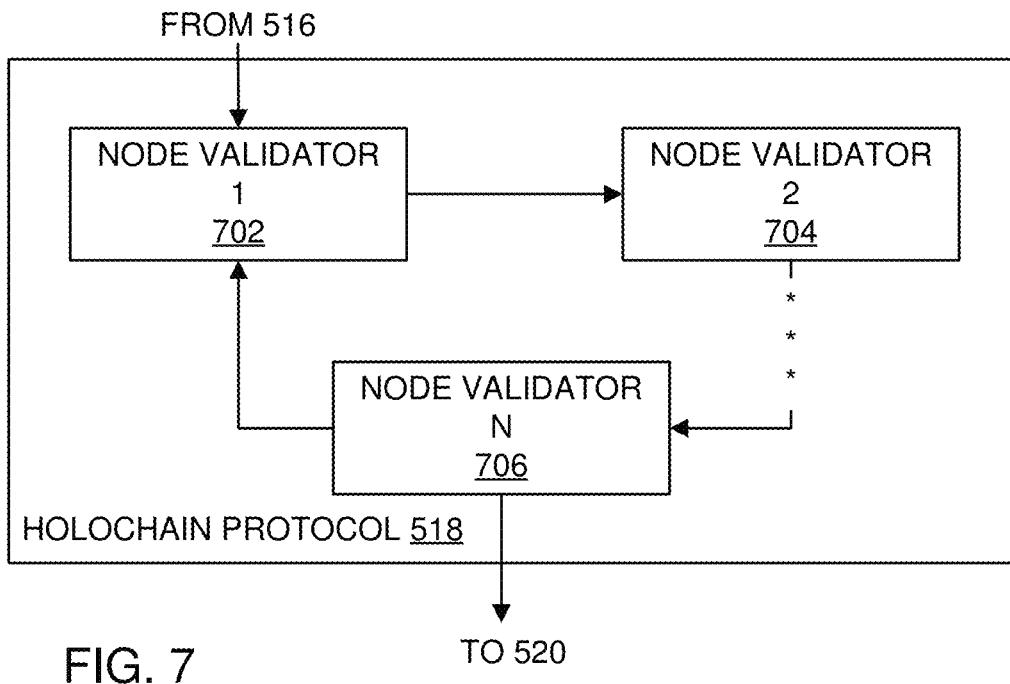 FROM 516
NODE VALIDATOR
1
702
NODE VALIDATOR
2
704
*
*
*
NODE VALIDATOR
N
706
HOLOCHAIN PROTOCOL 518
TO 520
FIG. 7